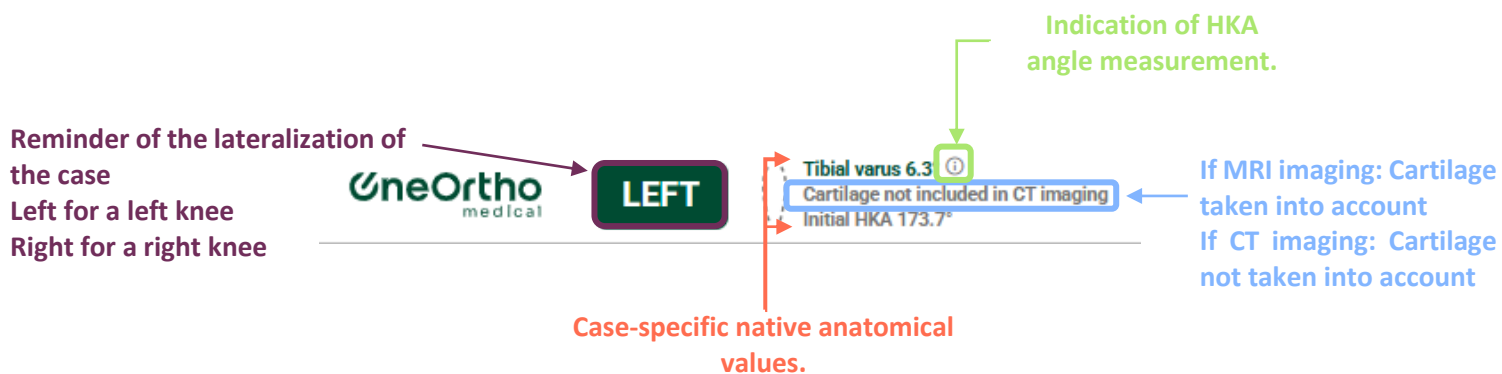 Indication of HKA
angle measurement.
Reminder of the lateralization of
the case
Left for a left knee
Right for a right knee
OneOrtho
medical
LEFT
Tibial varus 6.3°
Cartilage not included in CT imaging
Initial HKA 173.7°
If MRI imaging: Cartilage
taken into account
If CT imaging: Cartilage
not taken into account
Case-specific native anatomical
values.